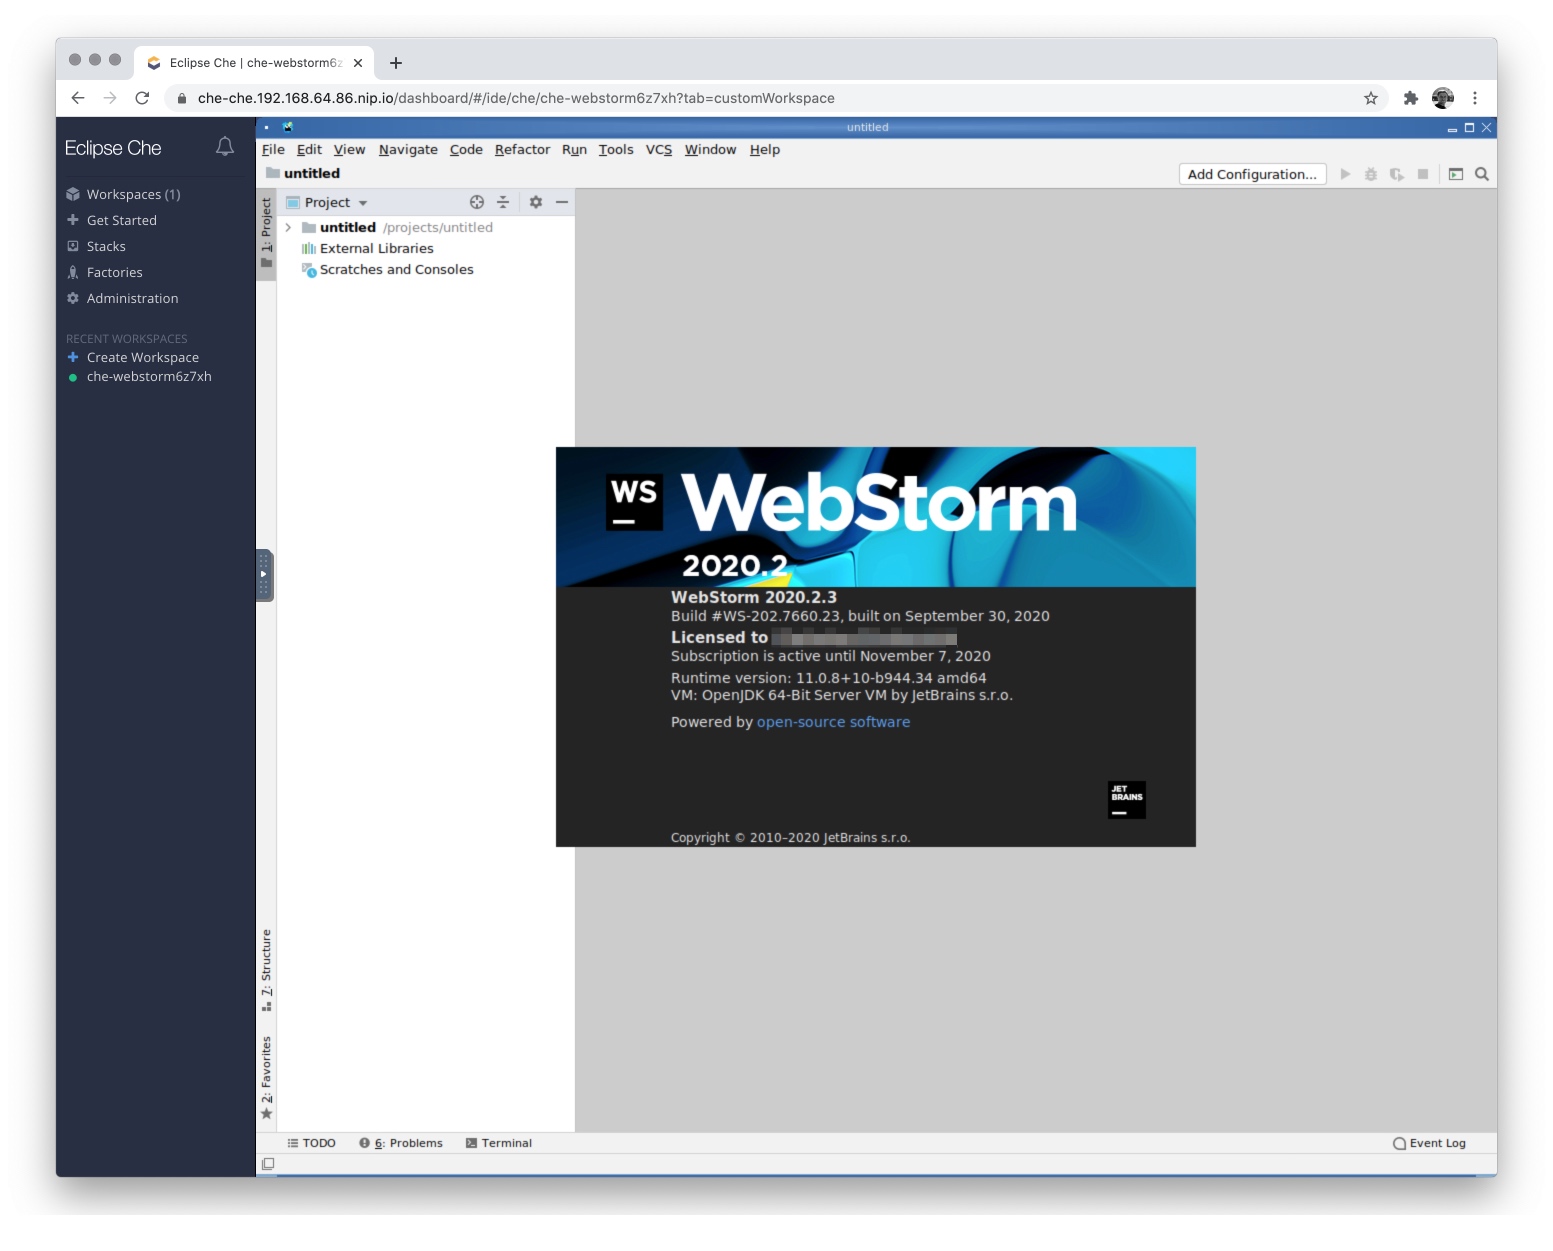 Eclipse Che | che-webstorm6z
che-che.192.168.64.86.nip.io/dashboard/#/ide/che/che-webstorm6z7xh?tab=customWorkspace
Eclipse Che
Workspaces (1)
Get Started
Stacks
Factories
Administration
RECENT WORKSPACES
Create Workspace
che-webstorm6z7xh
untitled
File Edit View Navigate Code Refactor Run Tools VCS Window Help
untitled
Add Configuration...
1: Project
Project
untitled /projects/untitled
External Libraries
Scratches and Consoles
WS WebStorm
2020.2
WebStorm 2020.2.3
Build #WS-202.7660.23, built on September 30, 2020
Licensed to
Subscription is active until November 7, 2020
Runtime version: 11.0.8+10-b944.34 amd64
VM: OpenJDK 64-Bit Server VM by JetBrains s.r.o.
Powered by open-source software
JET
BRAINS
Copyright © 2010–2020 JetBrains s.r.o.
7: Structure
2: Favorites
TODO 6: Problems Terminal Event Log